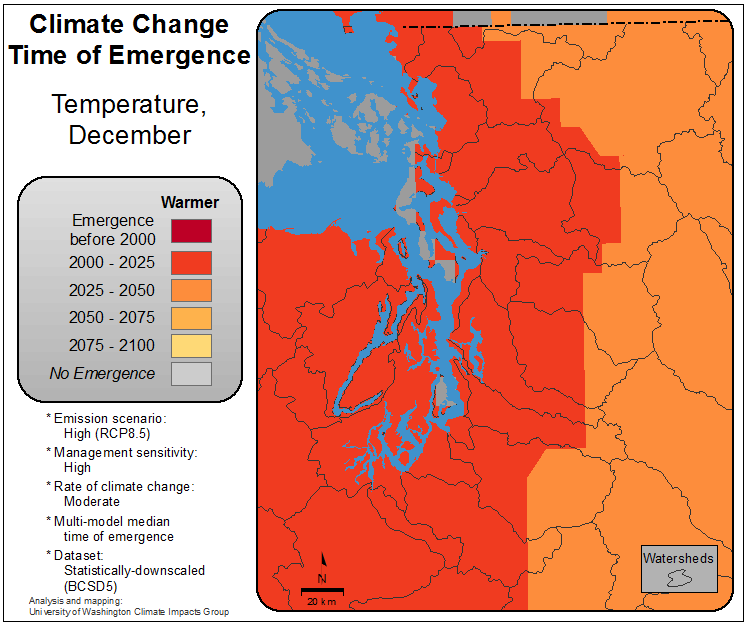 Climate Change
Time of Emergence
Temperature,
December
Warmer
Emergence
before 2000
2000 - 2025
2025 - 2050
2050 - 2075
2075 - 2100
No Emergence
* Emission scenario:
High (RCP8.5)
* Management sensitivity:
High
* Rate of climate change:
Moderate
* Multi-model median
time of emergence
* Dataset:
Statistically-downscaled
(BCSD5)
Analysis and mapping:
University of Washington Climate Impacts Group
N
20 km
Watersheds